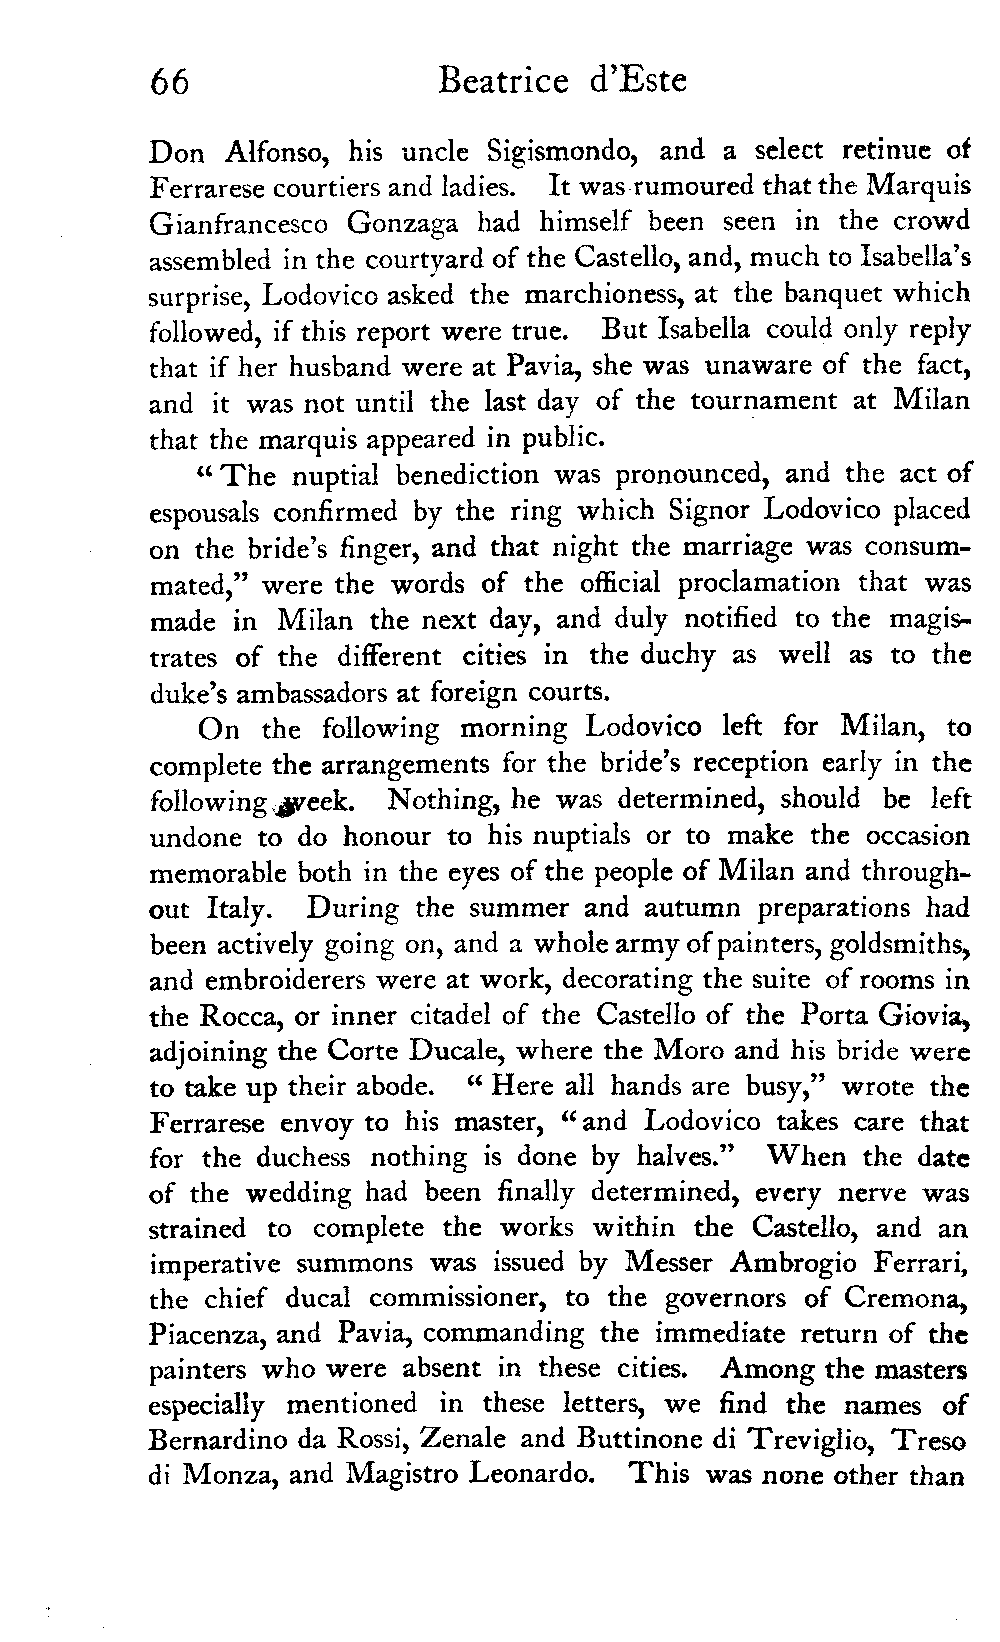 66 Beatrice d'Este
Don Alfonso, his uncle Sigismondo, and a select retinue of
Ferrarese courtiers and ladies. It was rumoured that the Marquis
Gianfrancesco Gonzaga had himself been seen in the crowd
assembled in the courtyard of the Castello, and, much to Isabella's
surprise, Lodovico asked the marchioness, at the banquet which
followed, if this report were true. But Isabella could only reply
that if her husband were at Pavia, she was unaware of the fact,
and it was not until the last day of the tournament at Milan
that the marquis appeared in public.
“The nuptial benediction was pronounced, and the act of
espousals confirmed by the ring which Signor Lodovico placed
on the bride's finger, and that night the marriage was consum-
mated,” were the words of the official proclamation that was
made in Milan the next day, and duly notified to the magis-
trates of the different cities in the duchy as well as to the
duke's ambassadors at foreign courts.
On the following morning Lodovico left for Milan, to
complete the arrangements for the bride's reception early in the
following week. Nothing, he was determined, should be left
undone to do honour to his nuptials or to make the occasion
memorable both in the eyes of the people of Milan and through-
out Italy. During the summer and autumn preparations had
been actively going on, and a whole army of painters, goldsmiths,
and embroiderers were at work, decorating the suite of rooms in
the Rocca, or inner citadel of the Castello of the Porta Giovia,
adjoining the Corte Ducale, where the Moro and his bride were
to take up their abode. “Here all hands are busy,” wrote the
Ferrarese envoy to his master, “and Lodovico takes care that
for the duchess nothing is done by halves.” When the date
of the wedding had been finally determined, every nerve was
strained to complete the works within the Castello, and an
imperative summons was issued by Messer Ambrogio Ferrari,
the chief ducal commissioner, to the governors of Cremona,
Piacenza, and Pavia, commanding the immediate return of the
painters who were absent in these cities. Among the masters
especially mentioned in these letters, we find the names of
Bernardino da Rossi, Zenale and Buttinone di Treviglio, Treso
di Monza, and Magistro Leonardo. This was none other than